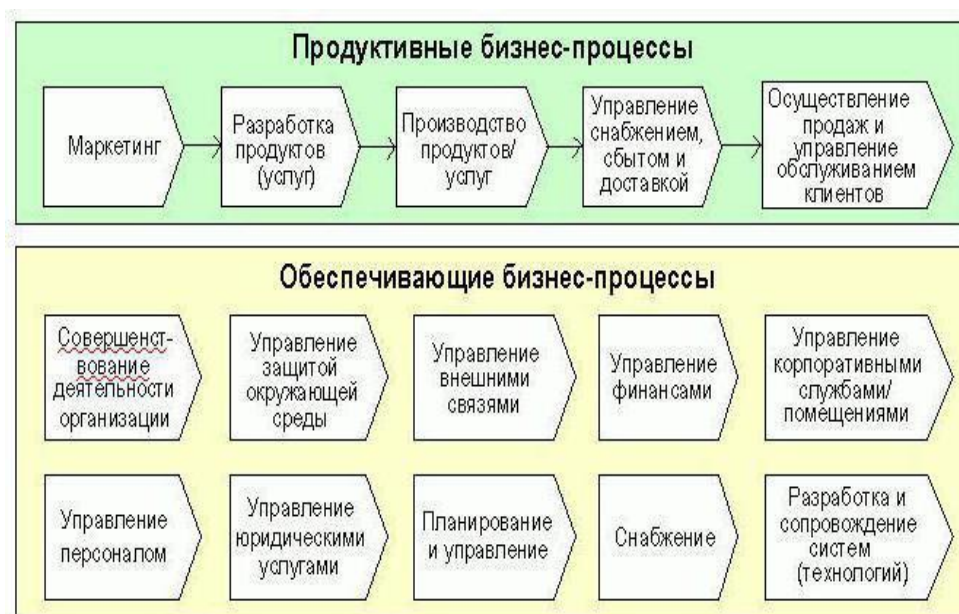 Продуктивные бизнес-процессы
Маркетинг
Разработка
продуктов
(услуг)
Производство
продуктов/
услуг
Управление
снабжением,
сбытом и
доставкой
Осуществление
продаж и
управление
обслуживанием
клиентов
Обеспечивающие бизнес-процессы
Совершенст-
вование
деятельности
организации
Управление
защитой
окружающей
среды
Управление
внешними
связями
Управление
финансами
Управление
корпоративными
службами/
помещениями
Управление
персоналом
Управление
юридическими
услугами
Планирование
и управление
Снабжение
Разработка и
сопровождение
систем
(технологий)